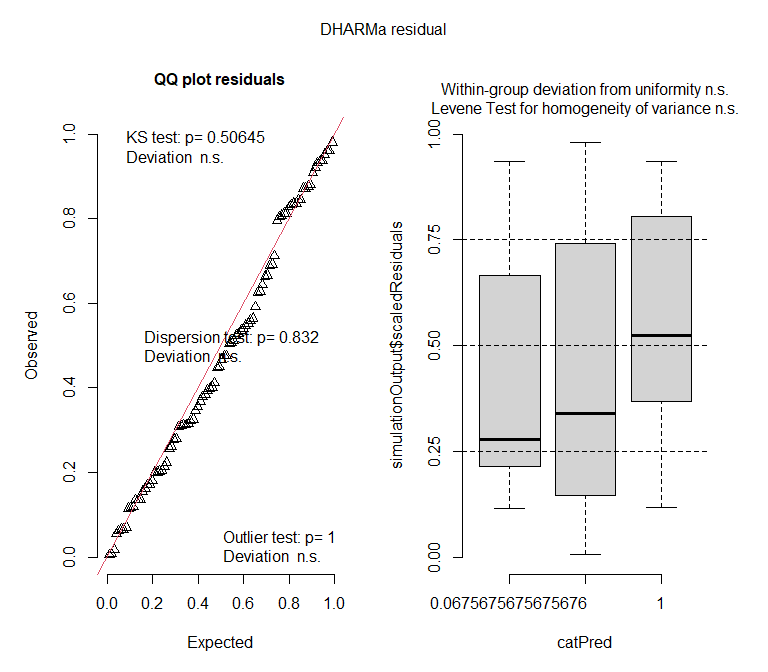 DHARMa residual
QQ plot residuals
KS test: p= 0.50645
Deviation n.s.
Dispersion test: p= 0.832
Deviation n.s.
Outlier test: p= 1
Deviation n.s.
Observed
0.0
0.2
0.4
0.6
0.8
1.0
0.0
0.2
0.4
0.6
0.8
1.0
Expected
Within-group deviation from uniformity n.s.
Levene Test for homogeneity of variance n.s.
simulationOutput$scaledResiduals
0.00
0.25
0.50
0.75
1.00
0.0675675675675676
1
catPred